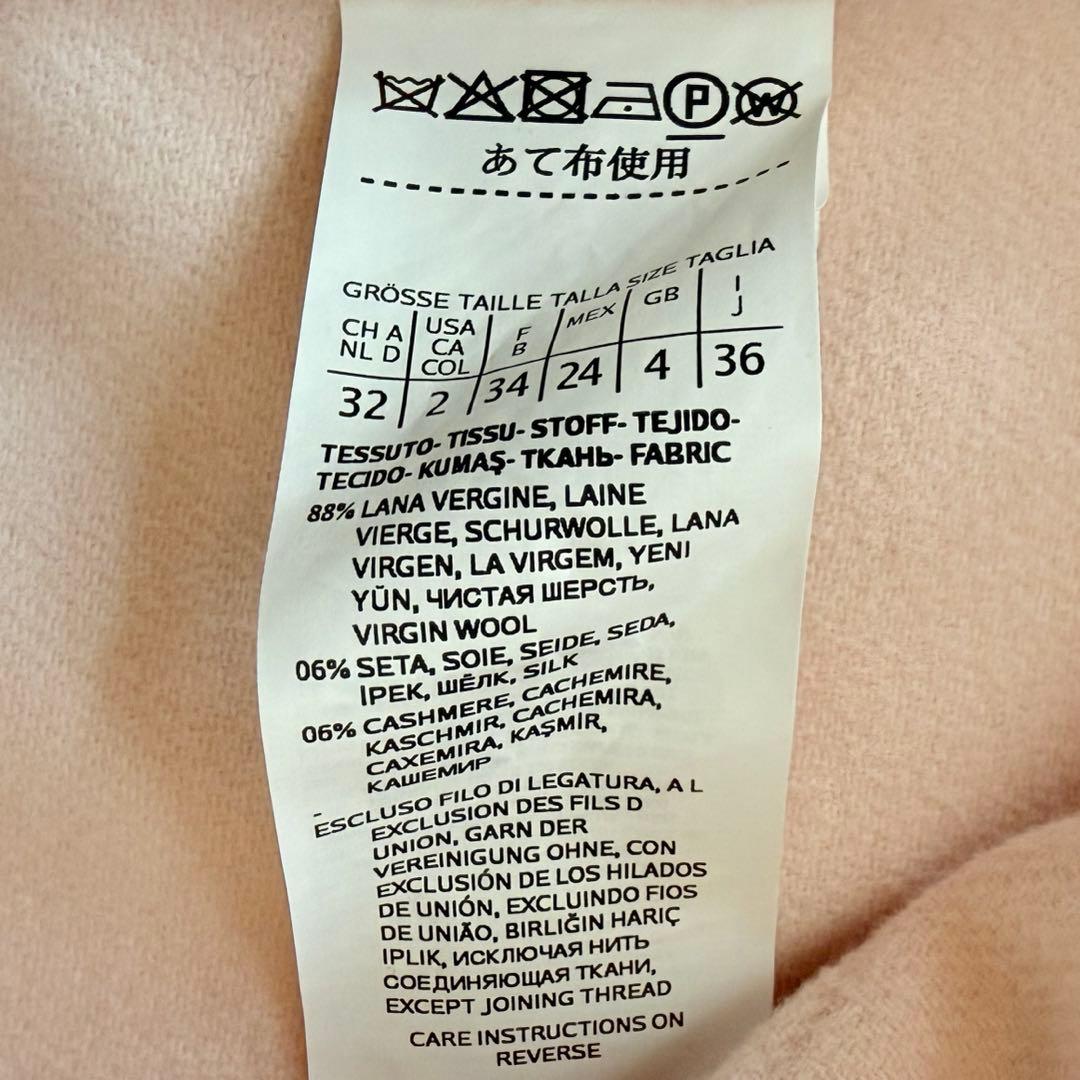 P W
あて布使用
GRÖSSE TAILLE TALLA SIZE TAGLIA
CH A NL D USA CA COL F B MEX GB I J
32 2 34 24 4 36
TESSUTO- TISSU- STOFF- TEJIDO-
TECIDO- KUMAŞ- ТКАНЬ- FABRIC
88% LANA VERGINE, LAINE
VIERGE, SCHURWOLLE, LANA
VIRGEN, LA VIRGEM, YENI
YÜN, ЧИСТАЯ ШЕРСТЬ,
VIRGIN WOOL
06% SETA, SOIE, SEIDE, SEDA,
İPEK, ШЁЛК, SILK
06% CASHMERE, CACHEMIRE,
KASCHMIR, CACHEMIRA,
CAXEMIRA, KAŞMİR,
КАШЕМИР
-
ESCLUSO FILO DI LEGATURA, A L
EXCLUSION DES FILS D
UNION, GARN DER
VEREINIGUNG OHNE, CON
EXCLUSIÓN DE LOS HILADOS
DE UNIÓN, EXCLUINDO FIOS
DE UNIÃO, BIRLIĞIN HARIÇ
IPLIK, ИСКЛЮЧАЯ НИТЬ
СОЕДИНЯЮЩАЯ ТКАНИ,
EXCEPT JOINING THREAD
CARE INSTRUCTIONS ON
REVERSE